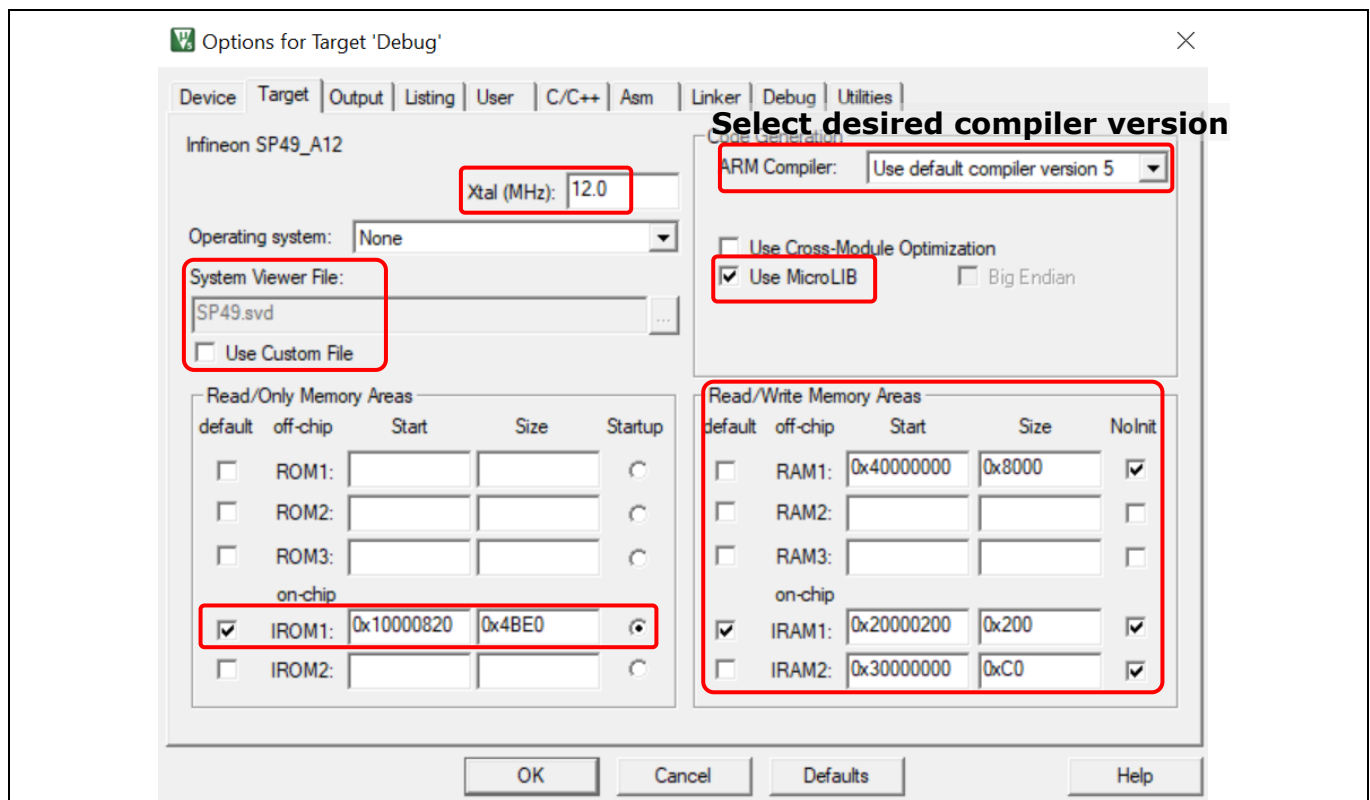 Options for Target 'Debug'
Device Target Output Listing User C/C++ Asm Linker Debug Utilities
Select desired compiler version
Infineon SP49_A12
Code Generation
ARM Compiler: Use default compiler version 5
Xtal (MHz): 12.0
Operating system: None
Use Cross-Module Optimization
System Viewer File:
Use MicroLIB Big Endian
SP49.svd ...
Use Custom File
Read/Only Memory Areas
default off-chip Start Size Startup
ROM1:
ROM2:
ROM3:
on-chip
IROM1: 0x10000820 0x4BE0
IROM2:
Read/Write Memory Areas
default off-chip Start Size NoInit
RAM1: 0x40000000 0x8000
RAM2:
RAM3:
on-chip
IRAM1: 0x20000200 0x200
IRAM2: 0x30000000 0xC0
OK Cancel Defaults Help